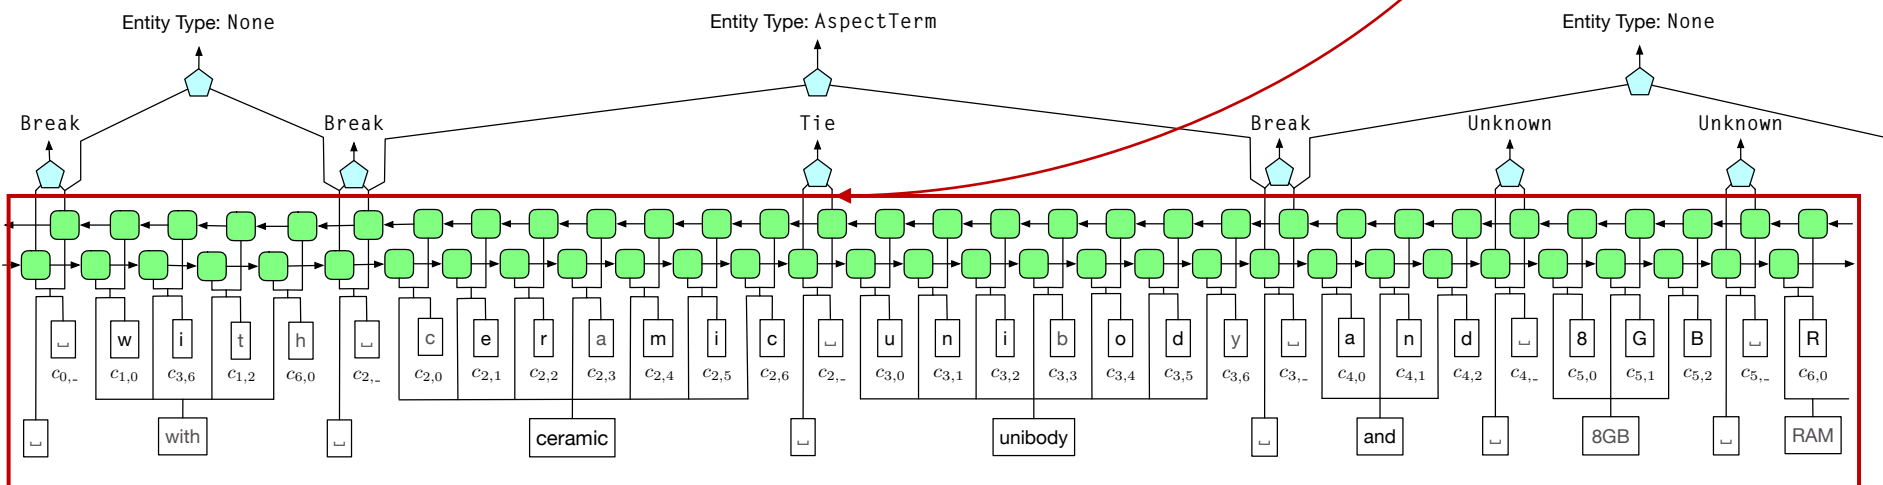 Entity Type: None Entity Type: AspectTerm Entity Type: None
Break Break Tie Break Unknown Unknown
␣ w i t h ␣ c e r a m i c ␣ u n i b o d y ␣ a n d ␣ 8 G B ␣ R
c0,- c1,0 c3,6 c1,2 c6,0 c2,- c2,0 c2,1 c2,2 c2,3 c2,4 c2,5 c2,6 c2,- c3,0 c3,1 c3,2 c3,3 c3,4 c3,5 c3,6 c3,- c4,0 c4,1 c4,2 c4,- c5,0 c5,1 c5,2 c5,- c6,0
␣ with ␣ ceramic ␣ unibody ␣ and ␣ 8GB ␣ RAM